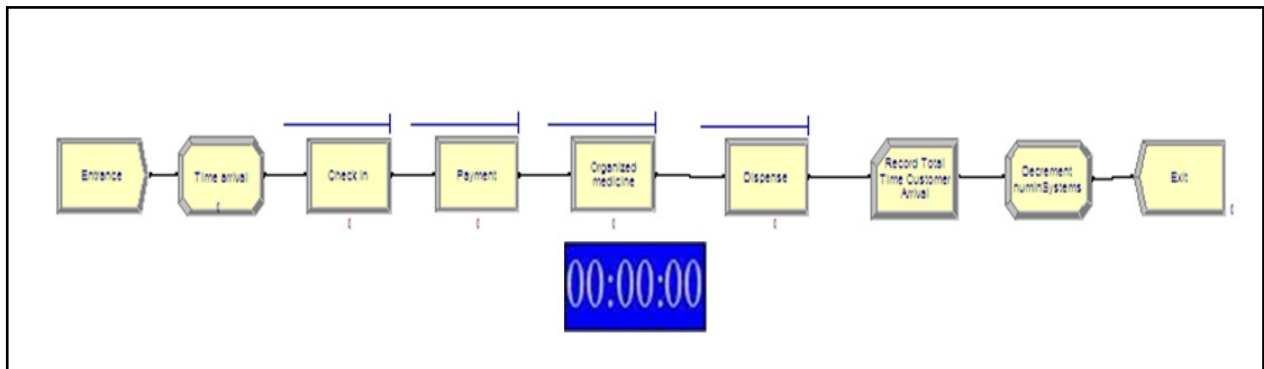 Entrance
Time arrival
Check In
Payment
Organized
medicine
Dispense
Record Total
Time Customer
Arrival
Decrement
numinSystems
Exit
00:00:00